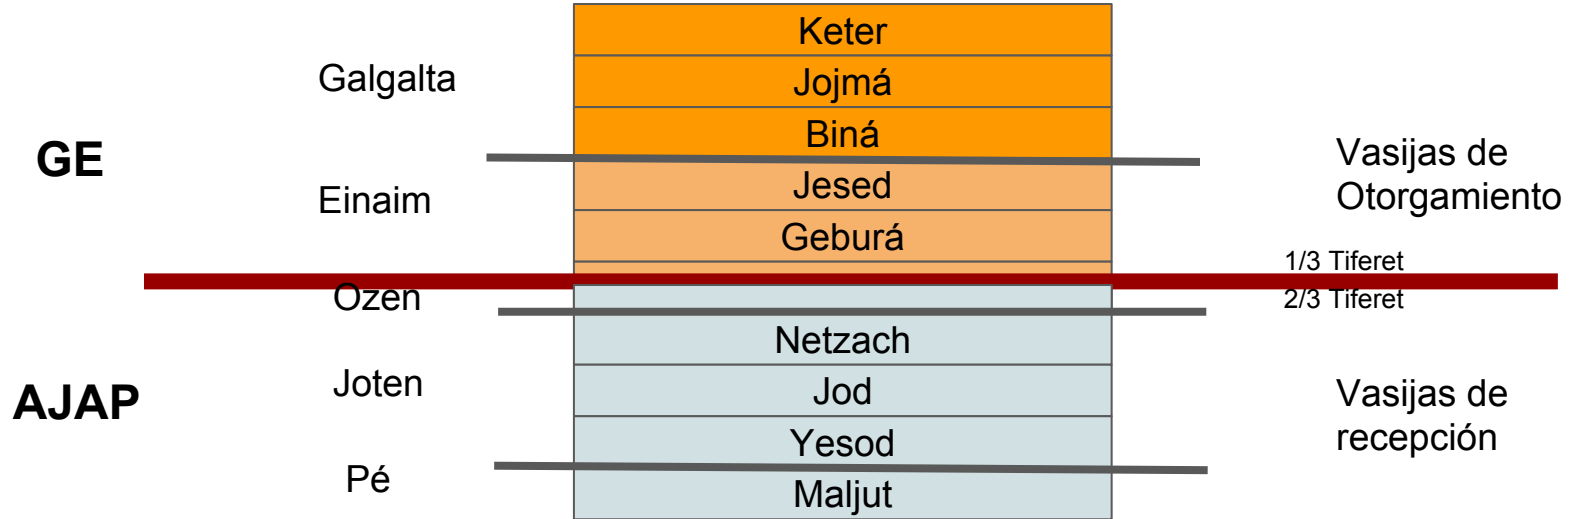 Keter
Galgalta
Jojmá
Biná
GE
Vasijas de
Otorgamiento
Jesed
Einaim
Geburá
1/3 Tiferet
Ozen
2/3 Tiferet
Netzach
Joten
Jod
AJAP
Vasijas de
recepción
Yesod
Pé
Maljut